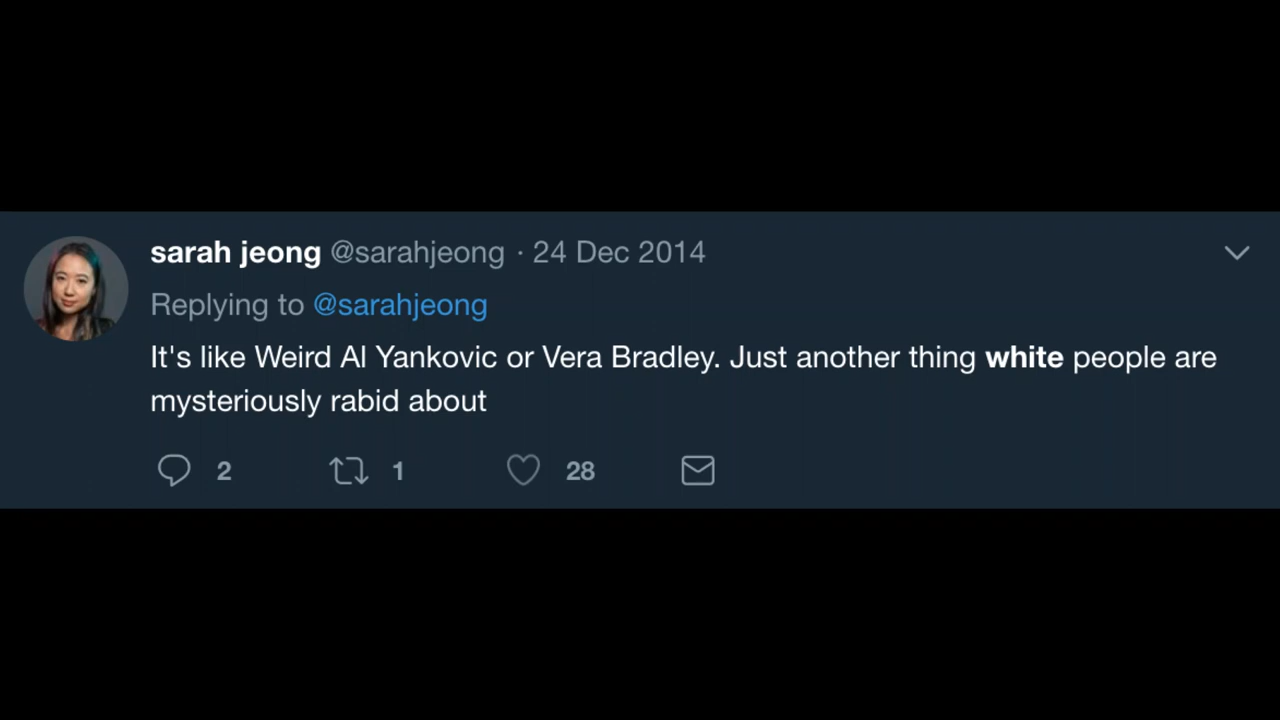 sarah jeong @sarahjeong · 24 Dec 2014
Replying to @sarahjeong
It's like Weird Al Yankovic or Vera Bradley. Just another thing white people are
mysteriously rabid about
2 1 28